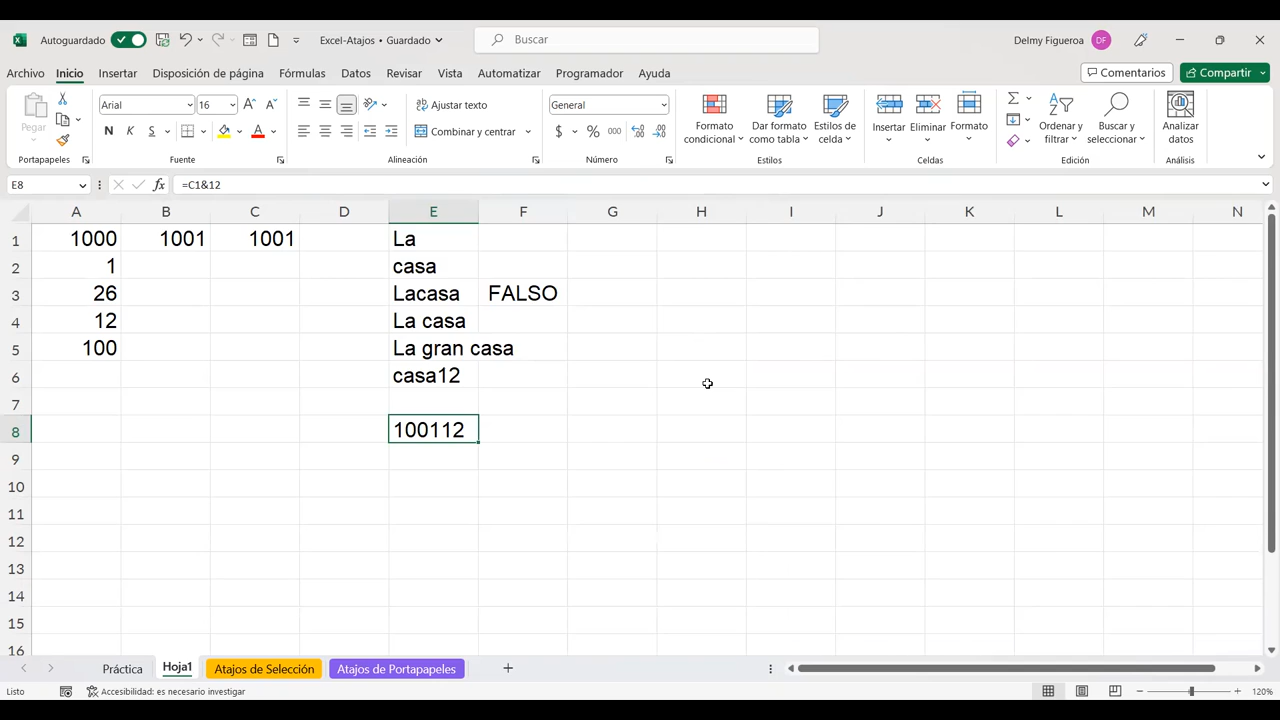 Autoguardado
Excel-Atajos • Guardado
Buscar
Delmy Figueroa
DF
Archivo Inicio Insertar Disposición de página Fórmulas Datos Revisar Vista Automatizar Programador Ayuda
Comentarios
Compartir
Pegar
Portapapeles
Arial
16
N K S
Fuente
Ajustar texto
Combinar y centrar
Alineación
General
$ % 000
Número
Formato condicional
Dar formato como tabla
Estilos de celda
Estilos
Insertar
Eliminar
Formato
Celdas
Ordenar y filtrar
Buscar y seleccionar
Edición
Analizar datos
Análisis
E8
fx
=C1&12
A B C D E F G H I J K L M N
1 1000 1001 1001 La
2 1 casa
3 26 Lacasa FALSO
4 12 La casa
5 100 La gran casa
6 casa12
7
8 100112
9
10
11
12
13
14
15
16
Práctica Hoja1 Atajos de Selección Atajos de Portapapeles
Listo
Accesibilidad: es necesario investigar
120%